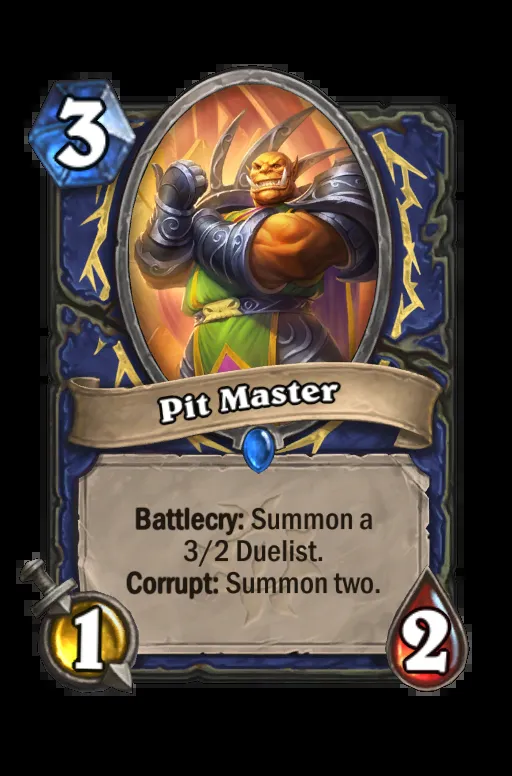 3
Pit Master
Battlecry: Summon a
3/2 Duelist.
Corrupt: Summon two.
1
2